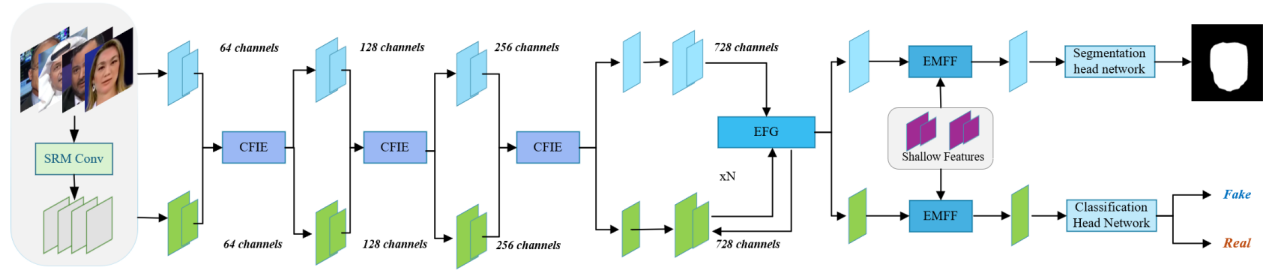 64 channels
128 channels
256 channels
728 channels
EMFF
Segmentation
head network
SRM Conv
CFIE
CFIE
CFIE
EFG
xN
Shallow Features
64 channels
128 channels
256 channels
728 channels
EMFF
Classification
Head Network
Fake
Real